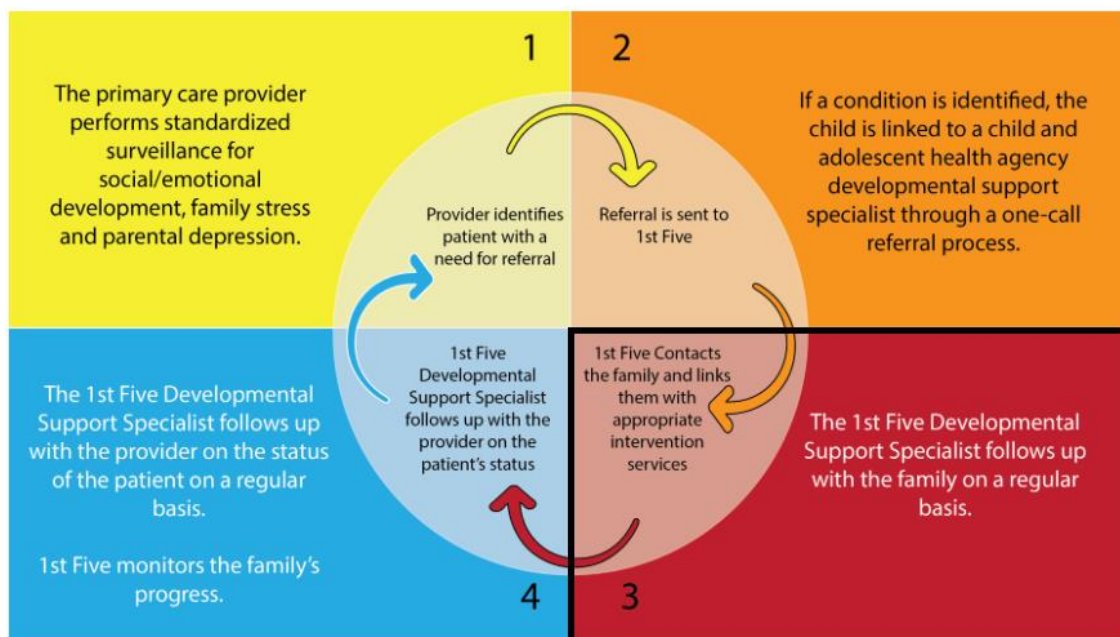 1
The primary care provider
performs standardized
surveillance for
social/emotional
development, family stress
and parental depression.
Provider identifies
patient with a
need for referral
2
If a condition is identified, the
child is linked to a child and
adolescent health agency
developmental support
specialist through a one-call
referral process.
Referral is sent to
1st Five
1st Five Contacts
the family and links
them with
appropriate
intervention
services
The 1st Five Developmental
Support Specialist follows up
with the family on a regular
basis.
3
1st Five
Developmental
Support Specialist
follows up with the
provider on the
patient's status
The 1st Five Developmental
Support Specialist follows up
with the provider on the status
of the patient on a regular
basis.
1st Five monitors the family's
progress.
4